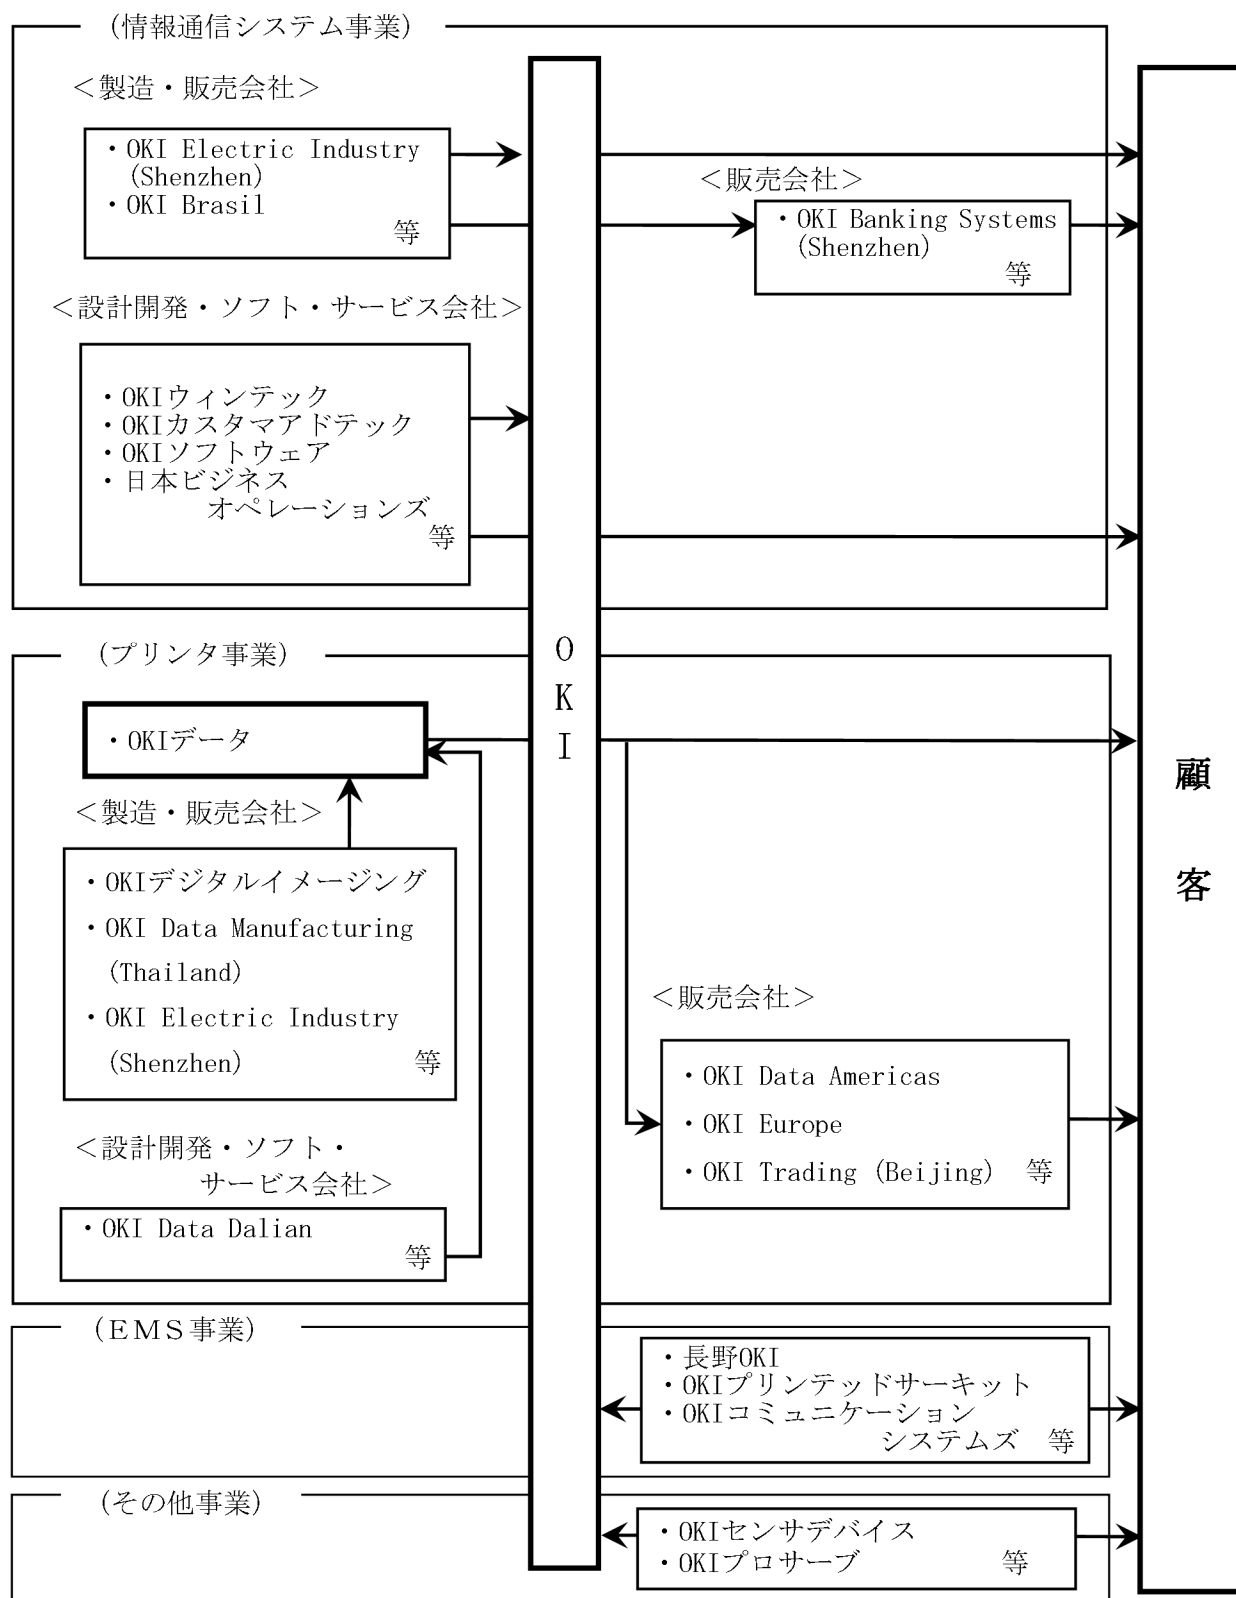 (情報通信システム事業)
＜製造・販売会社＞
・OKI Electric Industry
(Shenzhen)
・OKI Brasil
等
＜販売会社＞
・OKI Banking Systems
(Shenzhen)
等
＜設計開発・ソフト・サービス会社＞
・OKIウィンテック
・OKIカスタマアドテック
・OKIソフトウェア
・日本ビジネス
オペレーションズ
等
OKI
顧客
(プリンタ事業)
・OKIデータ
＜製造・販売会社＞
・OKIデジタルイメージング
・OKI Data Manufacturing
(Thailand)
・OKI Electric Industry
(Shenzhen) 等
＜販売会社＞
・OKI Data Americas
・OKI Europe
・OKI Trading (Beijing) 等
＜設計開発・ソフト・
サービス会社＞
・OKI Data Dalian
等
(ＥＭＳ事業)
・長野OKI
・OKIプリンテッドサーキット
・OKIコミュニケーション
システムズ 等
(その他事業)
・OKIセンサデバイス
・OKIプロサーブ 等